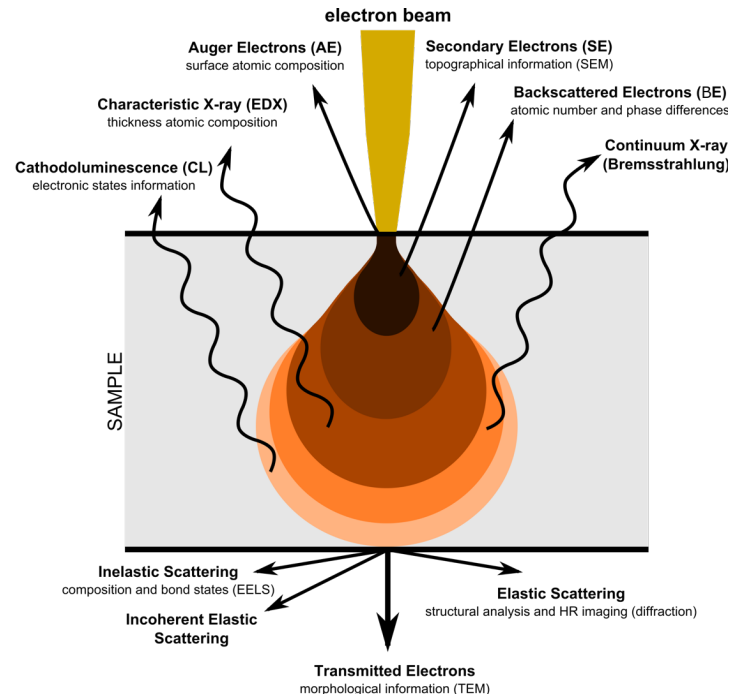 electron beam
Auger Electrons (AE)
surface atomic composition
Secondary Electrons (SE)
topographical information (SEM)
Characteristic X-ray (EDX)
thickness atomic composition
Backscattered Electrons (BE)
atomic number and phase differences
Cathodoluminescence (CL)
electronic states information
Continuum X-ray
(Bremsstrahlung)
SAMPLE
Inelastic Scattering
composition and bond states (EELS)
Incoherent Elastic
Scattering
Elastic Scattering
structural analysis and HR imaging (diffraction)
Transmitted Electrons
morphological information (TEM)